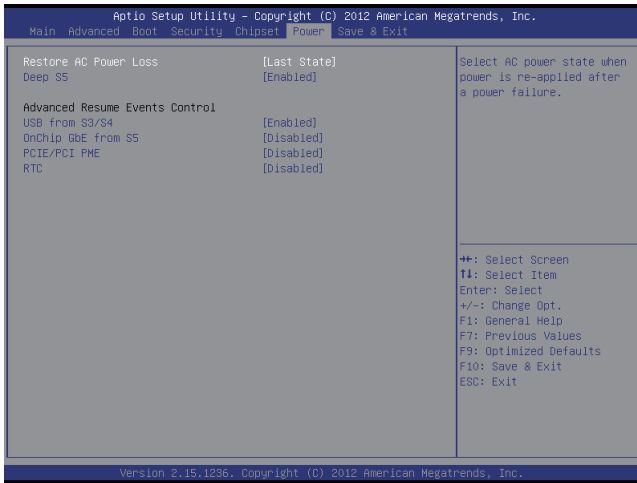 Aptio Setup Utility – Copyright (C) 2012 American Megatrends, Inc.
Main Advanced Boot Security Chipset Power Save & Exit
Restore AC Power Loss [Last State]
Deep S5 [Enabled]
Advanced Resume Events Control
USB from S3/S4 [Enabled]
OnChip GbE from S5 [Disabled]
PCIE/PCI PME [Disabled]
RTC [Disabled]
Select AC power state when
power is re-applied after
a power failure.
→←: Select Screen
↑↓: Select Item
Enter: Select
+/-: Change Opt.
F1: General Help
F7: Previous Values
F9: Optimized Defaults
F10: Save & Exit
ESC: Exit
Version 2.15.1236. Copyright (C) 2012 American Megatrends, Inc.